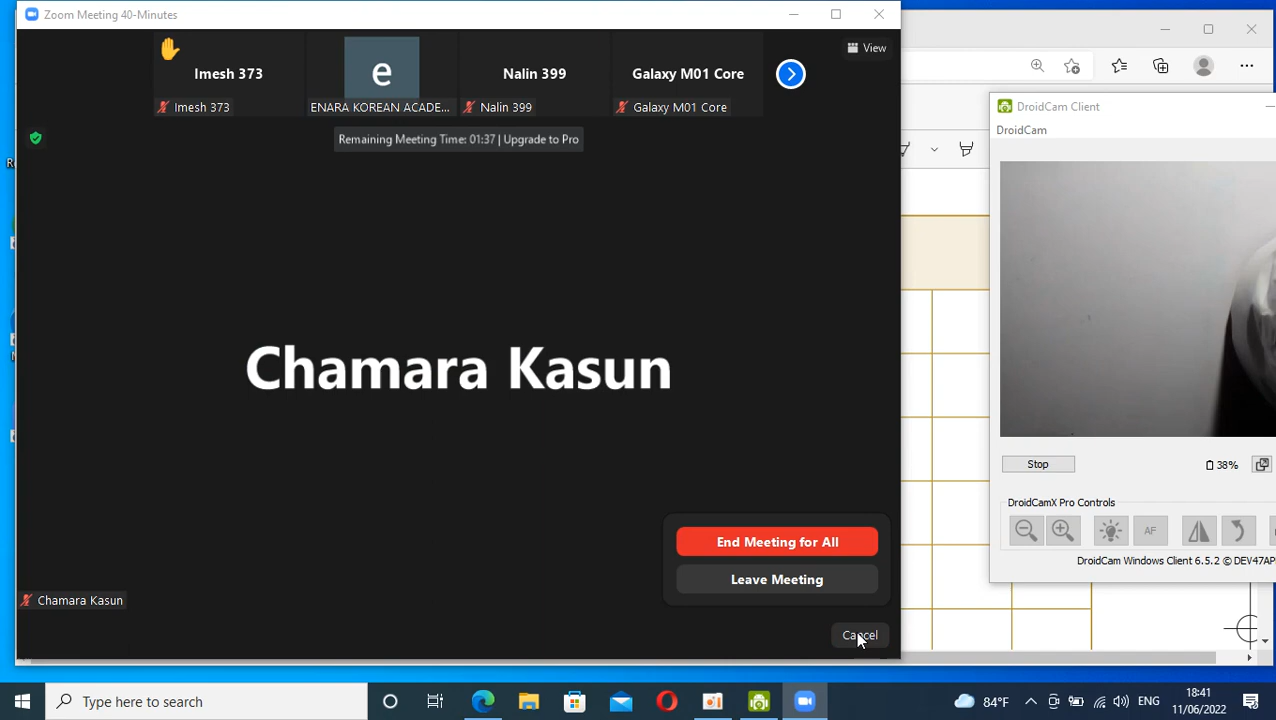 Zoom Meeting 40-Minutes
View
Imesh 373
e
Nalin 399
Galaxy M01 Core
Imesh 373
ENARA KOREAN ACADE...
Nalin 399
Galaxy M01 Core
Remaining Meeting Time: 01:37 | Upgrade to Pro
Chamara Kasun
End Meeting for All
Leave Meeting
Chamara Kasun
Cancel
DroidCam Client
DroidCam
Stop
38%
DroidCamX Pro Controls
AF
DroidCam Windows Client 6.5.2 © DEV47AP
Type here to search
84°F
ENG
18:41
11/06/2022